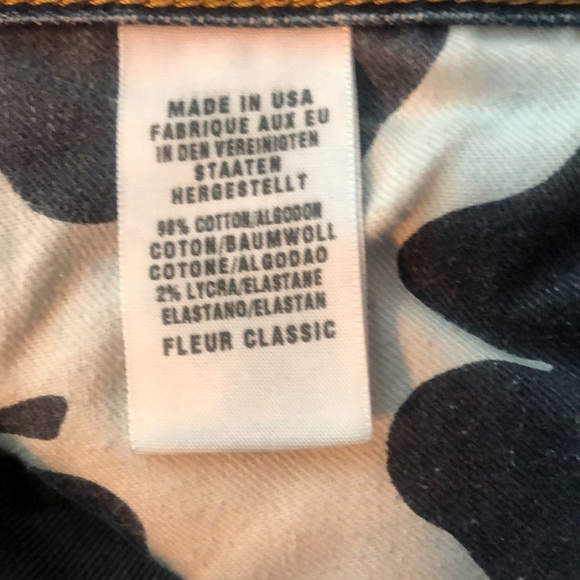 MADE IN USA
FABRIQUE AUX EU
IN DEN VEREINIGTEN
STAATEN
HERGESTELLT
98% COTTON/ALGODON
COTON/BAUMWOLL
COTONE/ALGODAO
2% LYCRA/ELASTANE
ELASTANO/ELASTAN
FLEUR CLASSIC